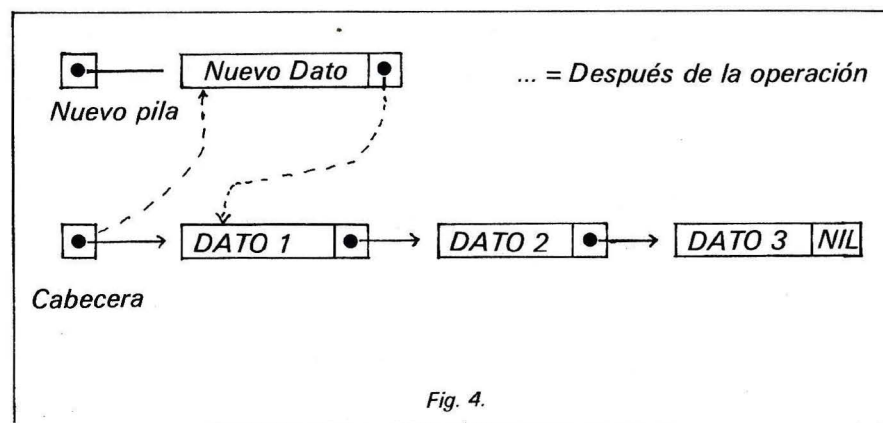 Nuevo Dato
... = Después de la operación
Nuevo pila
DATO 1
DATO 2
DATO 3
NIL
Cabecera
Fig. 4.